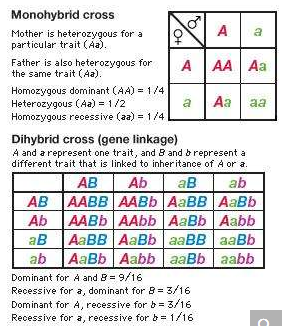 Monohybrid cross
Mother is heterozygous for a
particular trait (Aa).
Father is also heterozygous for
the same trait (Aa).
Homozygous dominant (AA) = 1/4
Heterozygous (Aa) = 1/2
Homozygous recessive (aa) = 1/4
♀ ♂ A a
A AA Aa
a Aa aa
Dihybrid cross (gene linkage)
A and a represent one trait, and B and b represent a
different trait that is linked to inheritance of A or a.
AB Ab aB ab
AB AABB AABb AaBB AaBb
Ab AABb AAbb AaBb Aabb
aB AaBB AaBb aaBB aaBb
ab AaBb Aabb aaBb aabb
Dominant for A and B = 9/16
Recessive for a, dominant for B = 3/16
Dominant for A, recessive for b = 3/16
Recessive for a, recessive for b = 1/16